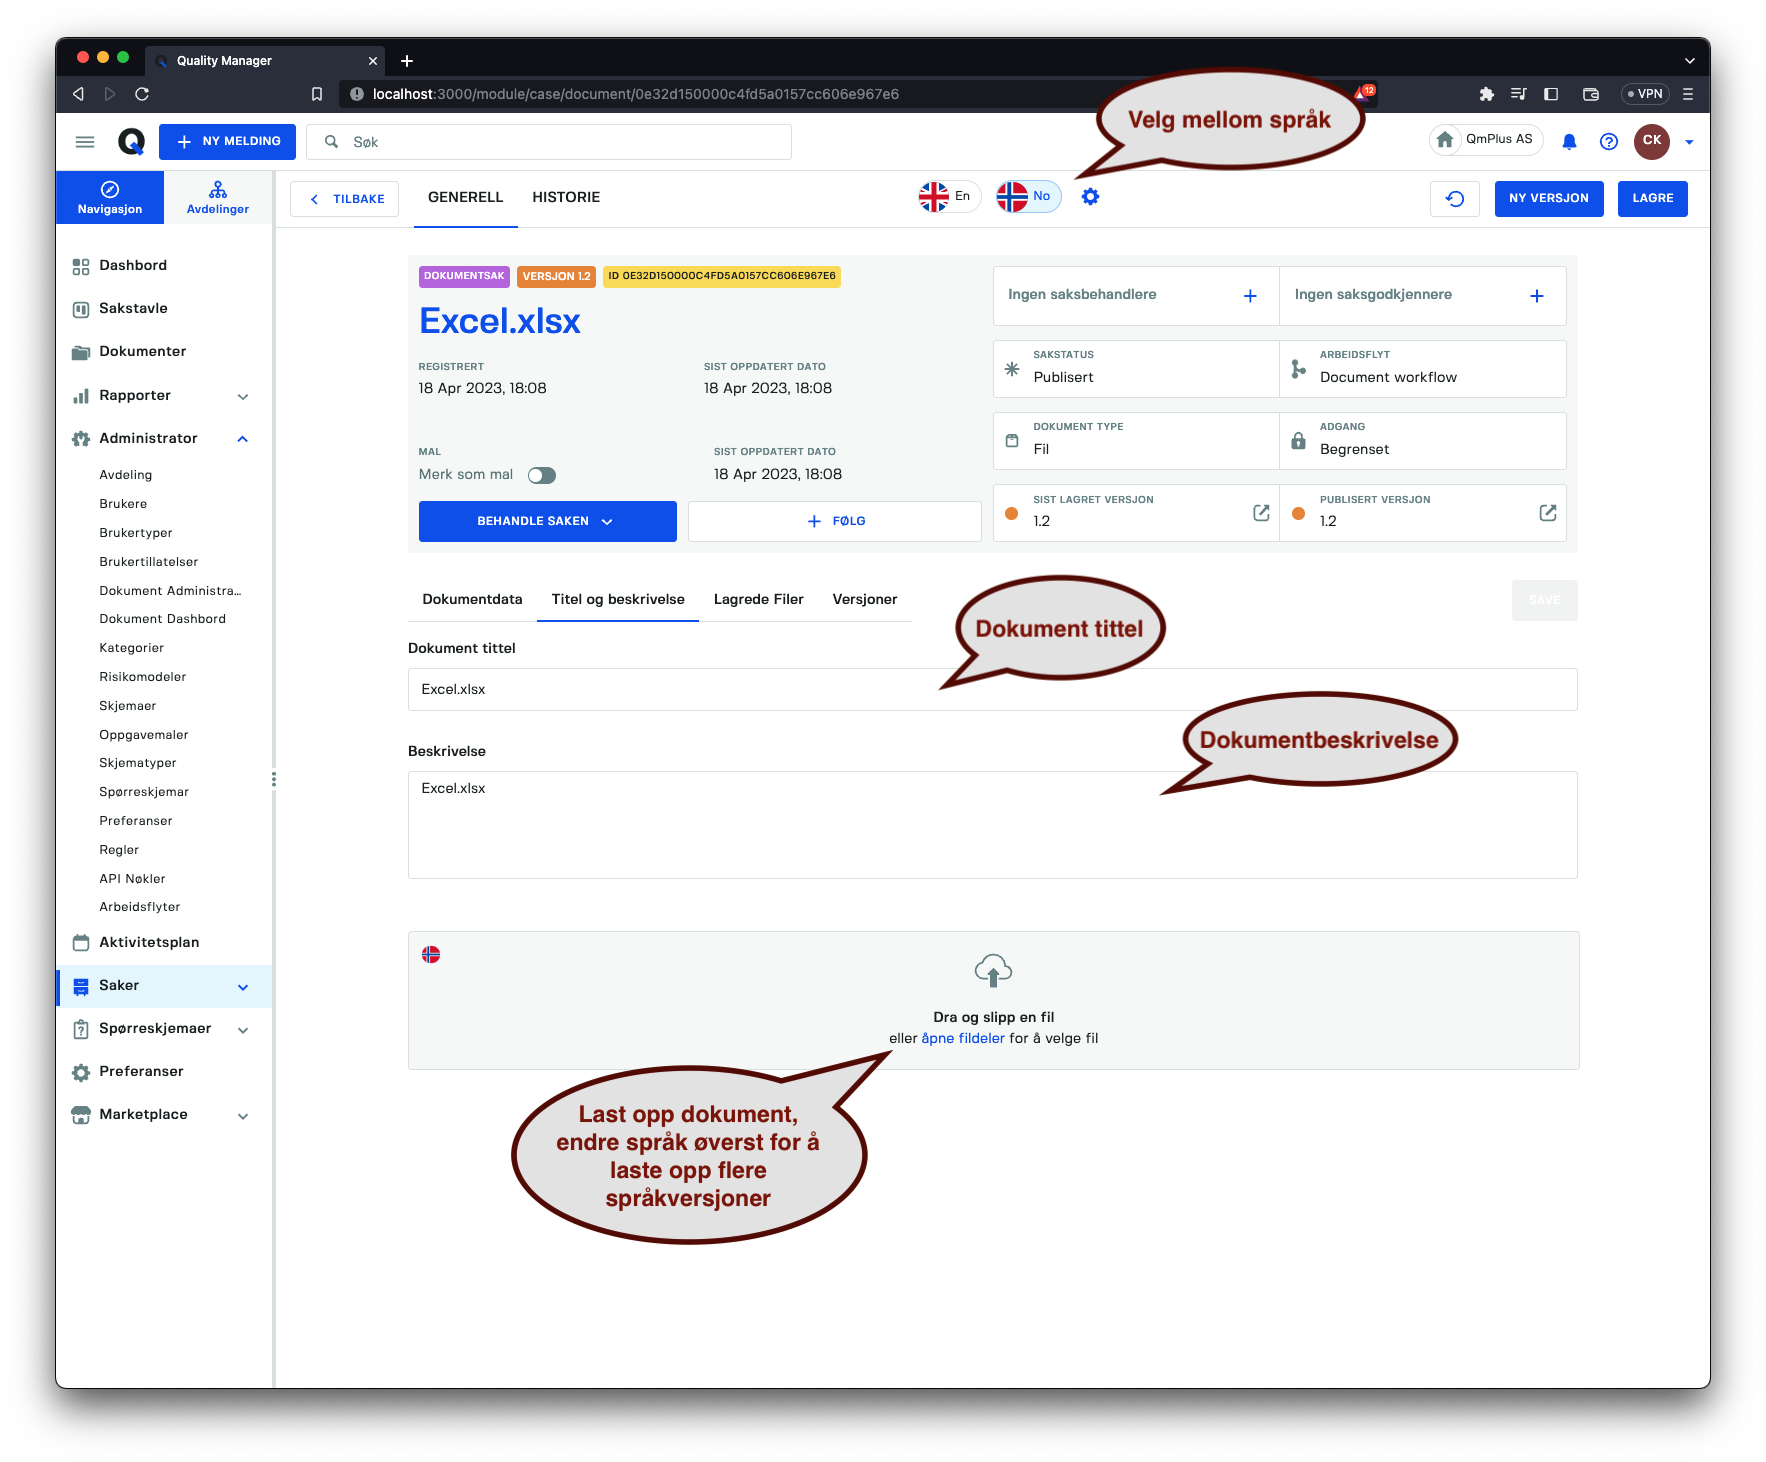 Quality Manager
localhost:3000/module/case/document/0e32d150000c4fd5a0157cc606e967e6
12
VPN
Velg mellom språk
NY MELDING
Søk
QmPlus AS
CK
Navigasjon
Avdelinger
TILBAKE
GENERELL
HISTORIE
En
No
NY VERSJON
LAGRE
Dashbord
Sakstavle
Dokumenter
Rapporter
Administrator
Avdeling
Brukere
Brukertyper
Brukertillatelser
Dokument Administra...
Dokument Dashbord
Kategorier
Risikomodeler
Skjemaer
Oppgavemaler
Skjematyper
Spørreskjemar
Preferanser
Regler
API Nøkler
Arbeidsflyter
Aktivitetsplan
Saker
Spørreskjemaer
Preferanser
Marketplace
DOKUMENTSAK
VERSJON 1.2
ID 0E32D150000C4FD5A0157CC606E967E6
Excel.xlsx
REGISTRERT
18 Apr 2023, 18:08
SIST OPPDATERT DATO
18 Apr 2023, 18:08
MAL
Merk som mal
SIST OPPDATERT DATO
18 Apr 2023, 18:08
BEHANDLE SAKEN
FØLG
Ingen saksbehandlere
Ingen saksgodkjennere
SAKSTATUS
Publisert
ARBEIDSFLYT
Document workflow
DOKUMENT TYPE
Fil
ADGANG
Begrenset
SIST LAGRET VERSJON
1.2
PUBLISERT VERSJON
1.2
Dokumentdata
Titel og beskrivelse
Lagrede Filer
Versjoner
SAVE
Dokument tittel
Dokument tittel
Excel.xlsx
Dokumentbeskrivelse
Beskrivelse
Excel.xlsx
Dra og slipp en fil
eller åpne fildeler for å velge fil
Last opp dokument,
endre språk øverst for å
laste opp flere
språkversjoner